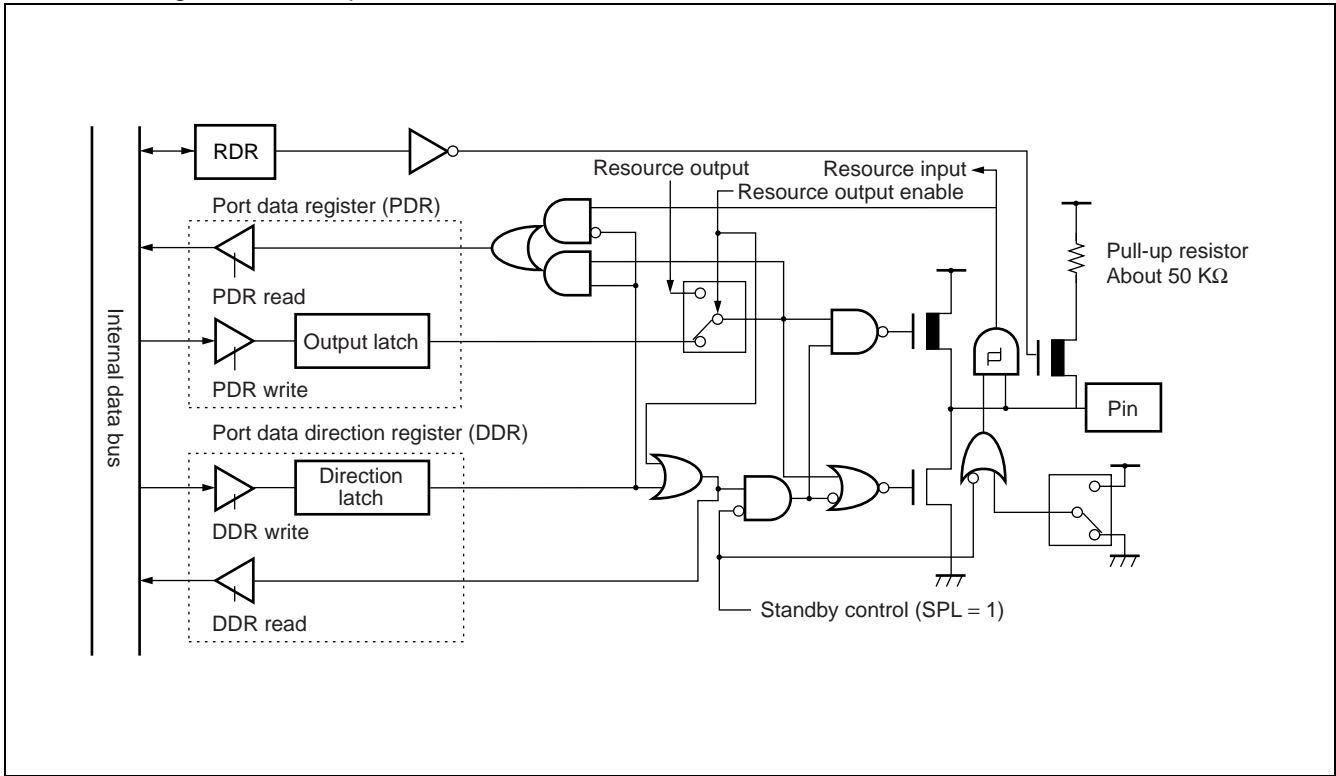 RDR
Resource output
Resource input
Resource output enable
Port data register (PDR)
Pull-up resistor
About 50 KΩ
PDR read
Internal data bus
Output latch
PDR write
Pin
Port data direction register (DDR)
Direction
latch
DDR write
Standby control (SPL = 1)
DDR read